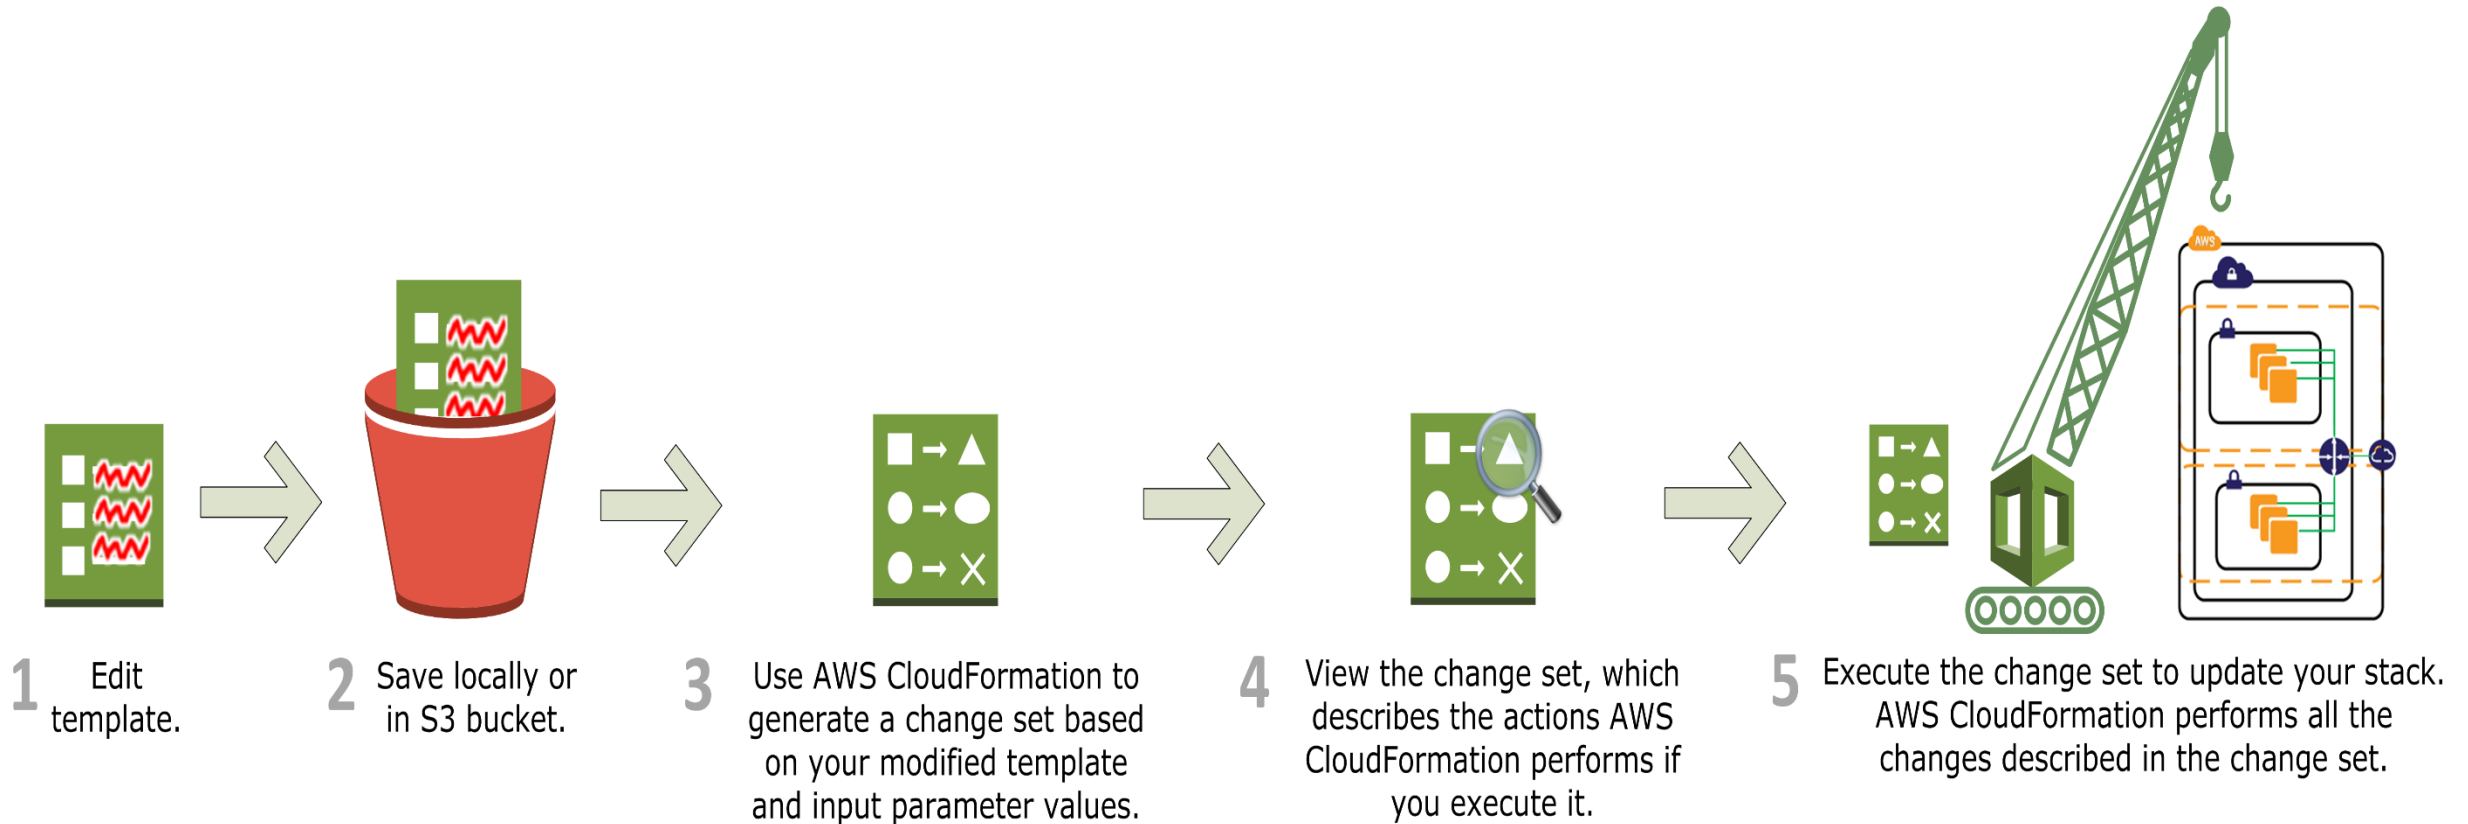 AWS
1 Edit
template.
2 Save locally or
in S3 bucket.
3 Use AWS CloudFormation to
generate a change set based
on your modified template
and input parameter values.
4 View the change set, which
describes the actions AWS
CloudFormation performs if
you execute it.
5 Execute the change set to update your stack.
AWS CloudFormation performs all the
changes described in the change set.